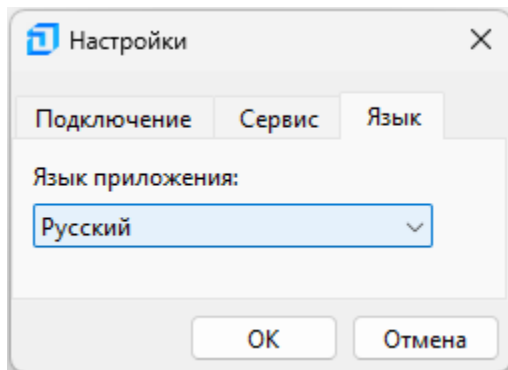 Настройки
Подключение Сервис Язык
Язык приложения:
Русский
OK Отмена